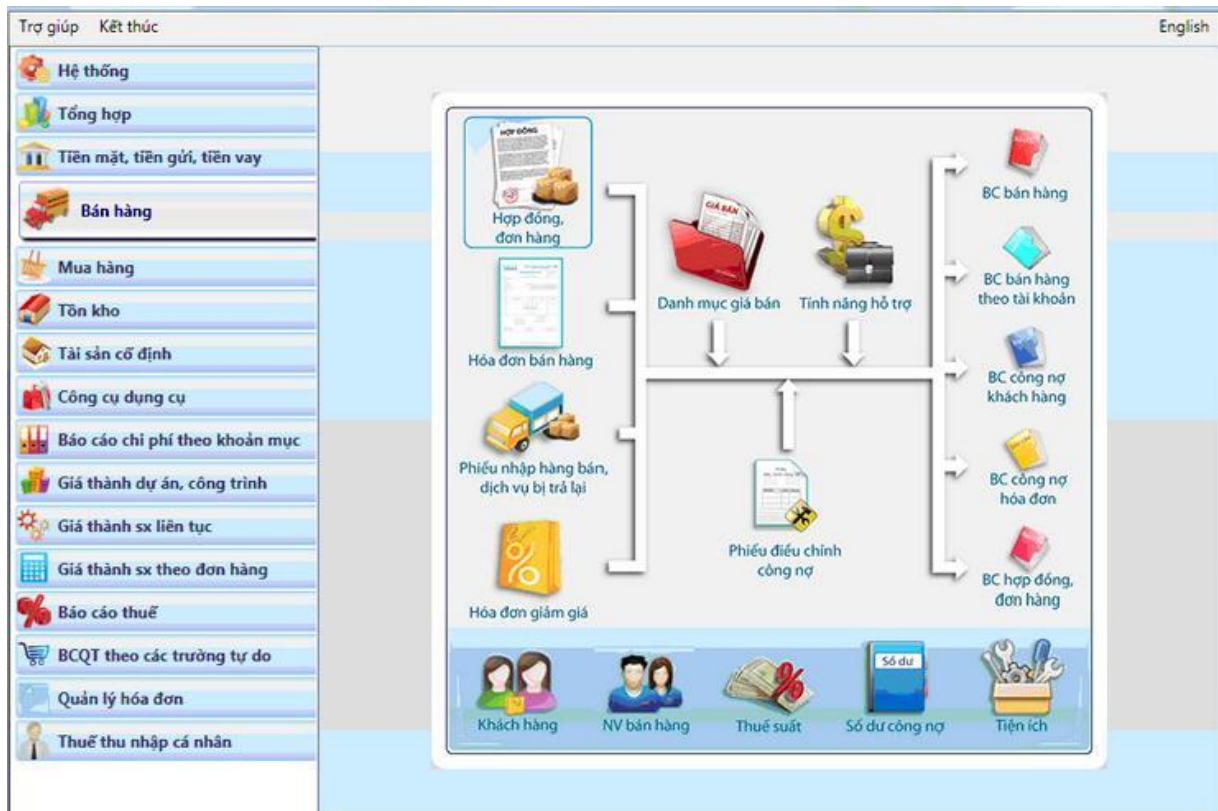 Trợ giúp Kết thúc English
Hệ thống
Tổng hợp
Tiền mặt, tiền gửi, tiền vay
Bán hàng
Mua hàng
Tồn kho
Tài sản cố định
Công cụ dụng cụ
Báo cáo chi phí theo khoản mục
Giá thành dự án, công trình
Giá thành sx liên tục
Giá thành sx theo đơn hàng
Báo cáo thuế
BCQT theo các trường tự do
Quản lý hóa đơn
Thuế thu nhập cá nhân
HỢP ĐỒNG
Hợp đồng,
đơn hàng
Hóa đơn bán hàng
Phiếu nhập hàng bán,
dịch vụ bị trả lại
Hóa đơn giảm giá
GIÁ BÁN
Danh mục giá bán
Tính năng hỗ trợ
Phiếu điều chỉnh
công nợ
BC bán hàng
BC bán hàng
theo tài khoản
BC công nợ
khách hàng
BC công nợ
hóa đơn
BC hợp đồng,
đơn hàng
Khách hàng
NV bán hàng
Thuế suất
Số dư
Số dư công nợ
Tiện ích